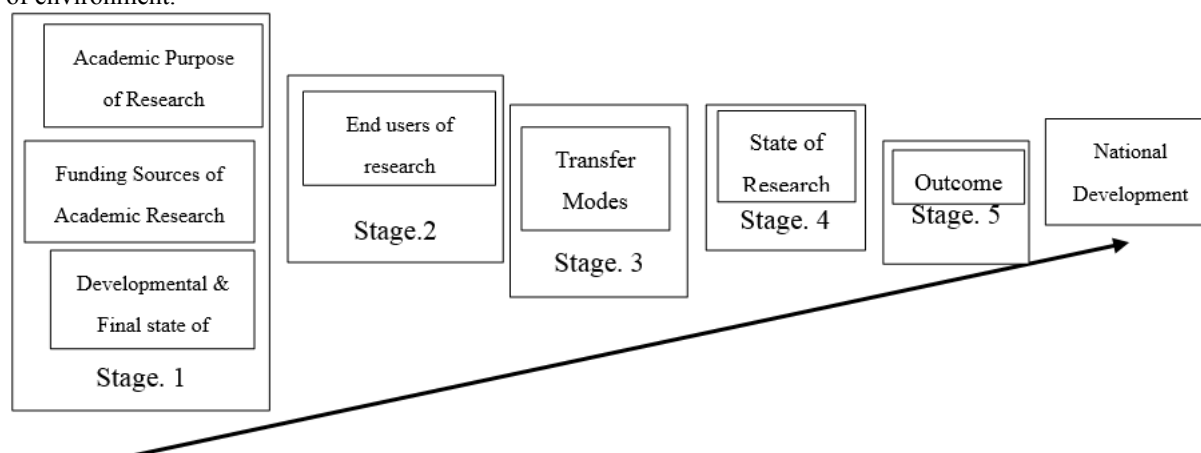 of environment.
Academic Purpose
of Research
Funding Sources of
Academic Research
Developmental &
Final state of
Stage. 1
End users of
research
Stage.2
Transfer
Modes
Stage. 3
State of
Research
Stage. 4
Outcome
Stage. 5
National
Development